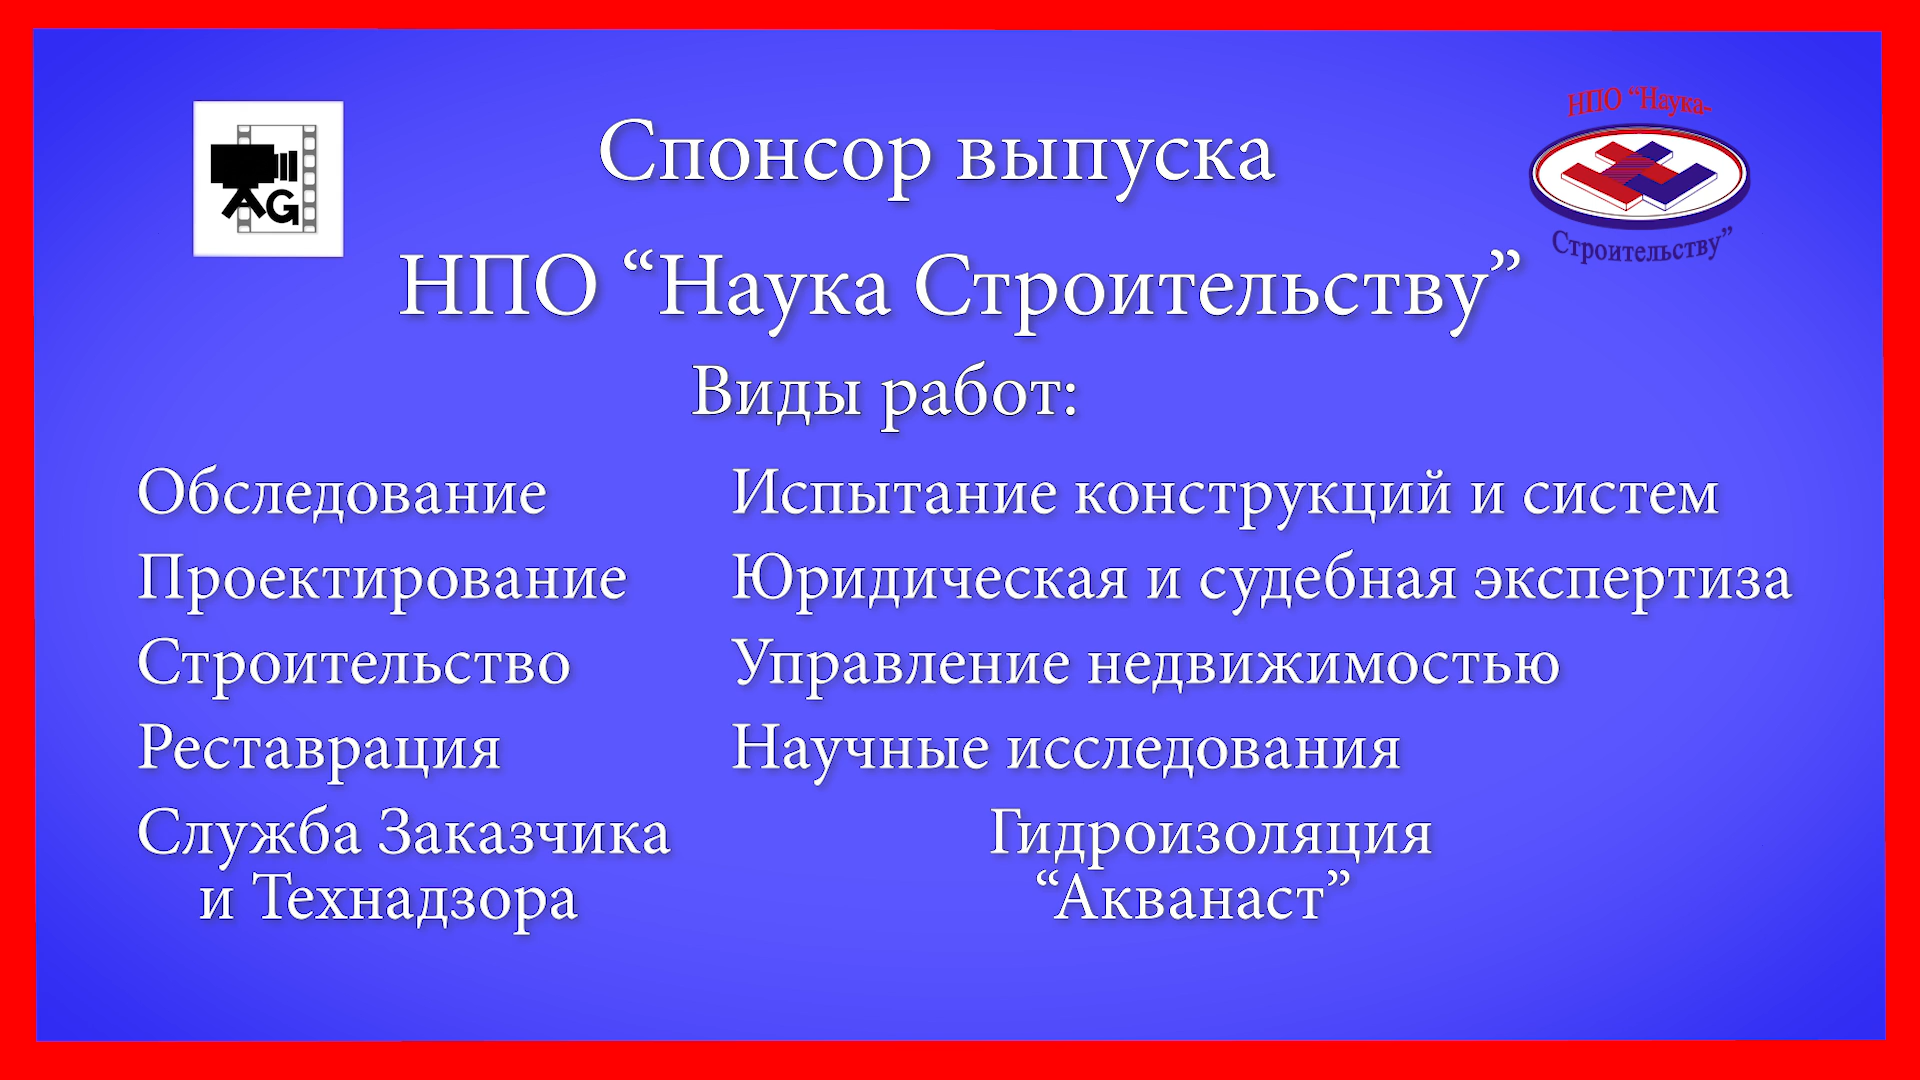 AG
НПО “Наука-
Строительству”
Спонсор выпуска
НПО “Наука Строительству”
Виды работ:
Обследование
Испытание конструкций и систем
Проектирование
Юридическая и судебная экспертиза
Строительство
Управление недвижимостью
Реставрация
Научные исследования
Служба Заказчика
и Технадзора
Гидроизоляция
“Акванаст”